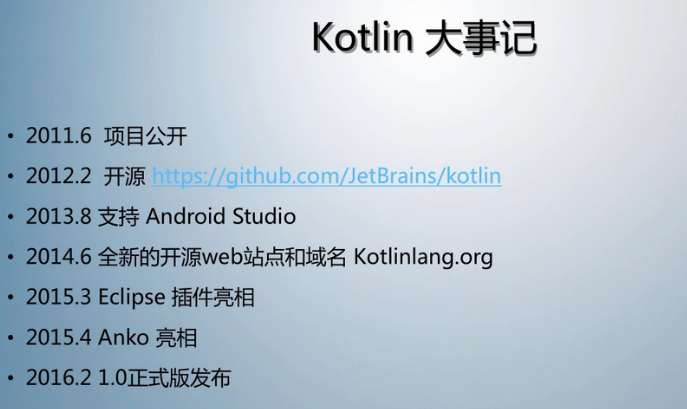 Kotlin 大事记
• 2011.6 项目公开
• 2012.2 开源 https://github.com/JetBrains/kotlin
• 2013.8 支持 Android Studio
• 2014.6 全新的开源web站点和域名 Kotlinlang.org
• 2015.3 Eclipse 插件亮相
• 2015.4 Anko 亮相
• 2016.2 1.0正式版发布